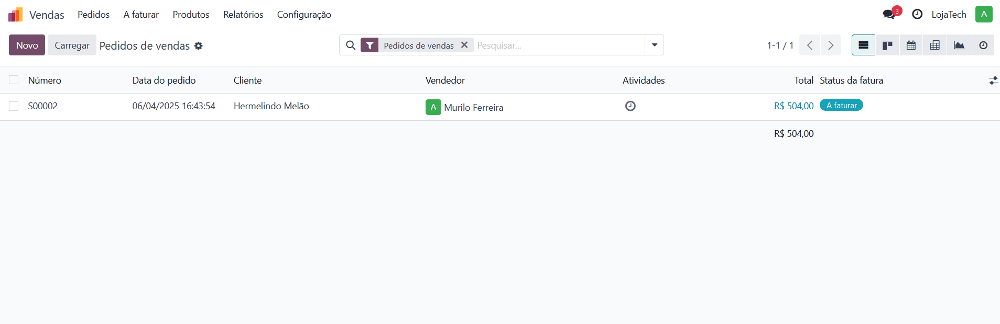 Vendas Pedidos A faturar Produtos Relatórios Configuração 3 LojaTech A
Novo Carregar Pedidos de vendas Pedidos de vendas Pesquisar... 1-1 / 1
Número Data do pedido Cliente Vendedor Atividades Total Status da fatura
S00002 06/04/2025 16:43:54 Hermelindo Melão A Murilo Ferreira R$ 504,00 A faturar
R$ 504,00